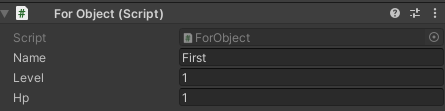 For Object (Script)
Script ForObject
Name First
Level 1
Hp 1